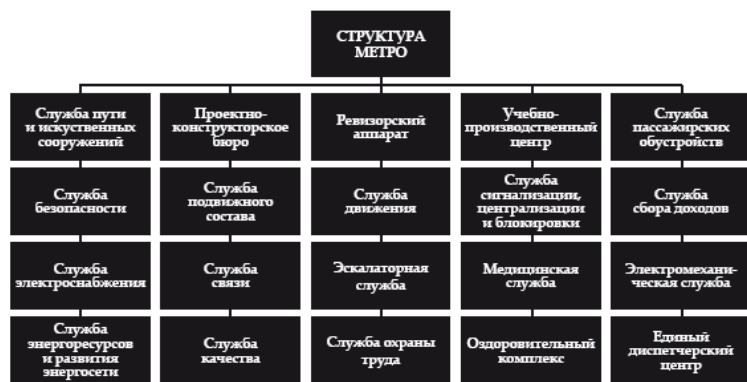 СТРУКТУРА
МЕТРО
Служба пути
и искуственных
сооружений
Проектно-
конструкторское
бюро
Ревизорский
аппарат
Учебно-
производственный
центр
Служба
пассажирских
обустройств
Служба
безопасности
Служба
подвижного
состава
Служба
движения
Служба
сигнализации,
централизации
и блокировки
Служба
сбора доходов
Служба
электроснабжения
Служба
связи
Эскалаторная
служба
Медицинская
служба
Электромехани-
ческая служба
Служба
энергоресурсов
и развития
энергосети
Служба
качества
Служба охраны
труда
Оздоровительный
комплекс
Единый
диспетчерский
центр